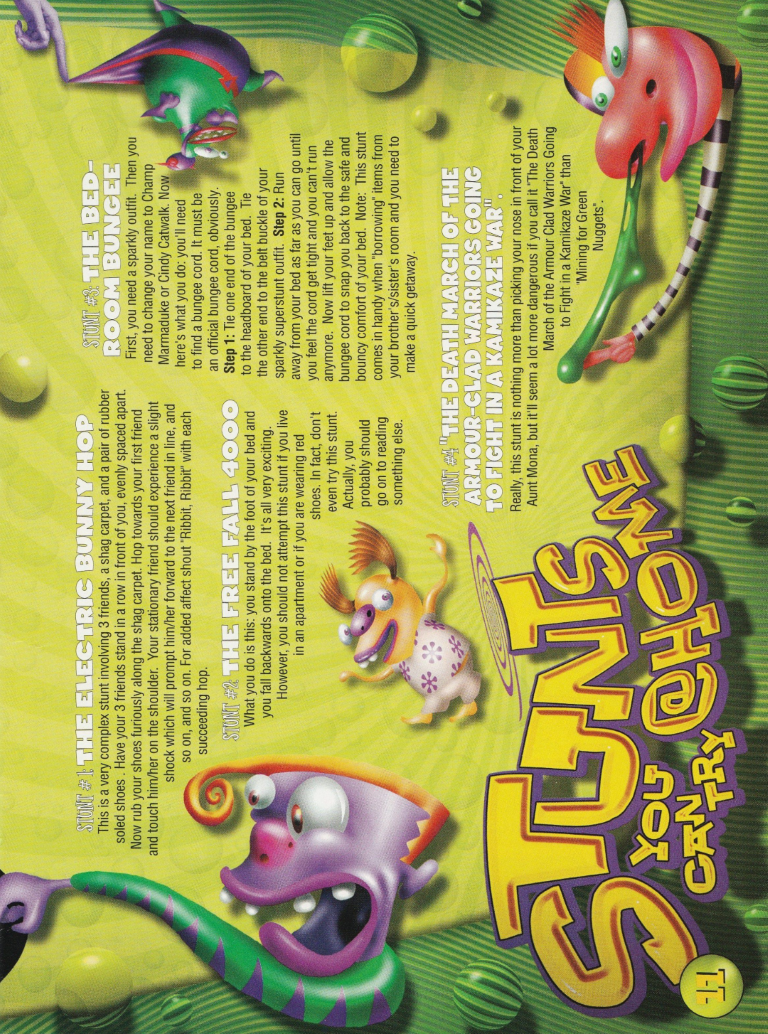 STUNT # 1: THE ELECTRIC BUNNY HOP
This is a very complex stunt involving 3 friends, a shag carpet, and a pair of rubber
soled shoes . Have your 3 friends stand in a row in front of you, evenly spaced apart.
Now rub your shoes furiously along the shag carpet. Hop towards your first friend
and touch him/her on the shoulder. Your stationary friend should experience a slight
shock which will prompt him/her forward to the next friend in line, and
so on, and so on. For added affect shout "Ribbit, Ribbit" with each
succeeding hop.
STUNT #2: THE FREE FALL 4000
What you do is this: you stand by the foot of your bed and
you fall backwards onto the bed. It's all very exciting.
However, you should not attempt this stunt if you live
in an apartment or if you are wearing red
shoes. In fact, don't
even try this stunt.
Actually, you
probably should
go on to reading
something else.
STUNT #3: THE BED-
ROOM BUNGEE
First, you need a sparkly outfit. Then you
need to change your name to Champ
Marmaduke or Cindy Catwalk. Now
here's what you do: you'll need
to find a bungee cord. It must be
an official bungee cord, obviously.
Step 1: Tie one end of the bungee
to the headboard of your bed. Tie
the other end to the belt buckle of your
sparkly superstunt outfit. Step 2: Run
away from your bed as far as you can go until
you feel the cord get tight and you can't run
anymore. Now lift your feet up and allow the
bungee cord to snap you back to the safe and
bouncy comfort of your bed. Note: This stunt
comes in handy when "borrowing" items from
your brother's/sister's room and you need to
make a quick getaway.
STUNT #4 "THE DEATH MARCH OF THE
ARMOUR-CLAD WARRIORS GOING
TO FIGHT IN A KAMIKAZE WAR".
Really, this stunt is nothing more than picking your nose in front of your
Aunt Mona, but it'll seem a lot more dangerous if you call it "The Death
March of the Armour Clad Warriors Going
to Fight in a Kamikaze War" than
"Mining for Green
Nuggets".
STUNTS
YOU
CAN TRY @HOME
11